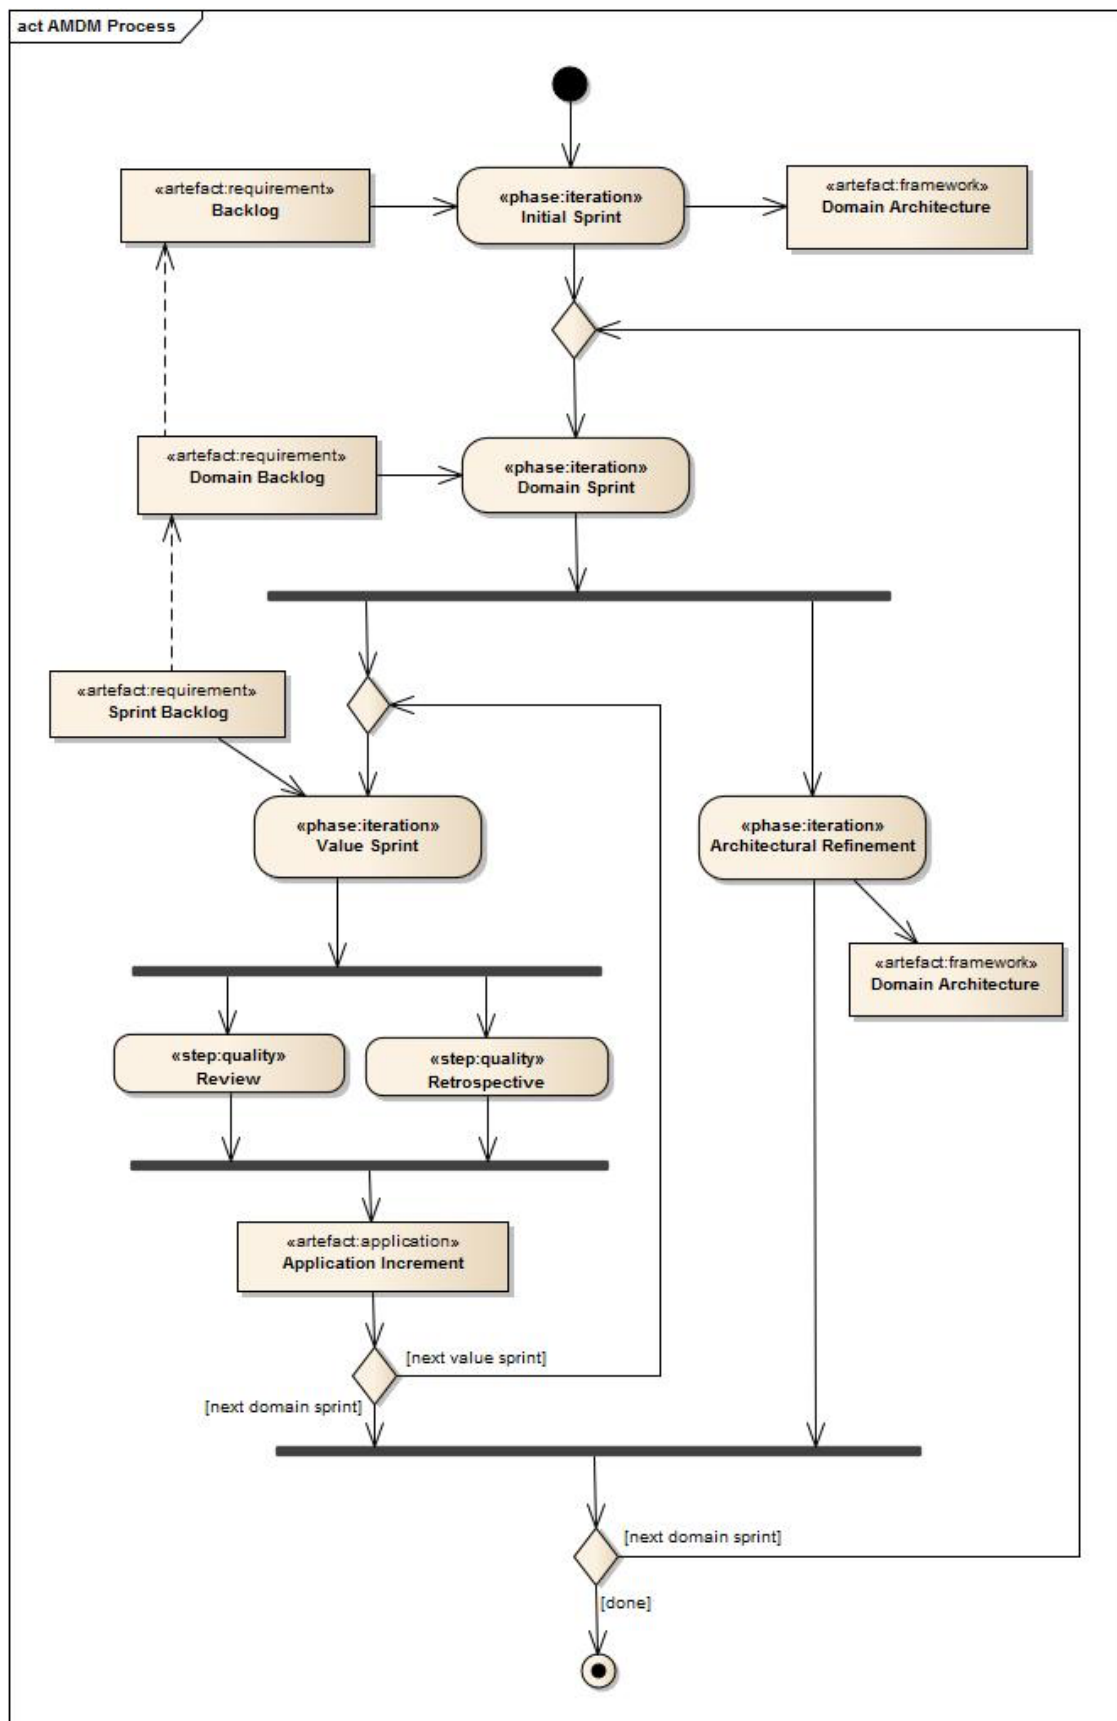 act AMDM Process
«artefact:requirement»
Backlog
«phase:iteration»
Initial Sprint
«artefact:framework»
Domain Architecture
«artefact:requirement»
Domain Backlog
«phase:iteration»
Domain Sprint
«artefact:requirement»
Sprint Backlog
«phase:iteration»
Value Sprint
«phase:iteration»
Architectural Refinement
«artefact:framework»
Domain Architecture
«step:quality»
Review
«step:quality»
Retrospective
«artefact:application»
Application Increment
[next value sprint]
[next domain sprint]
[next domain sprint]
[done]